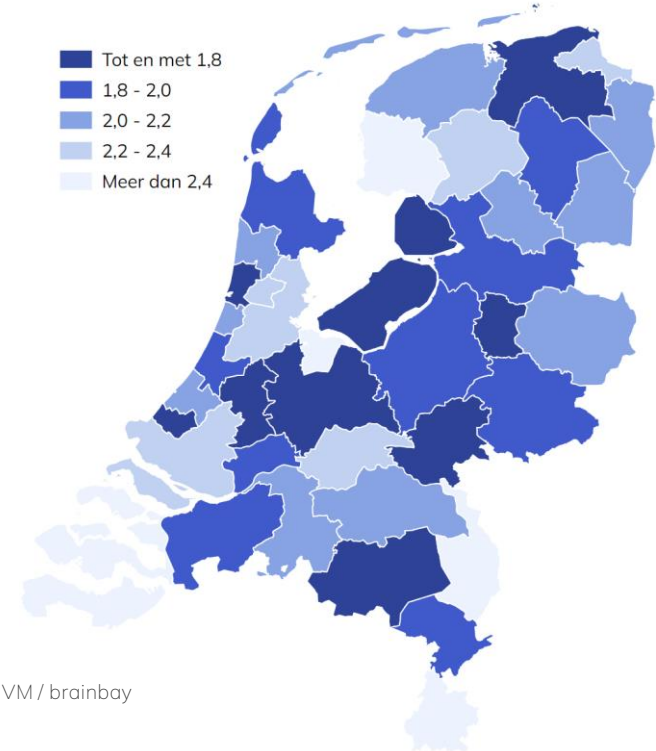 Tot en met 1,8
1,8 - 2,0
2,0 - 2,2
2,2 - 2,4
Meer dan 2,4
VM / brainbay